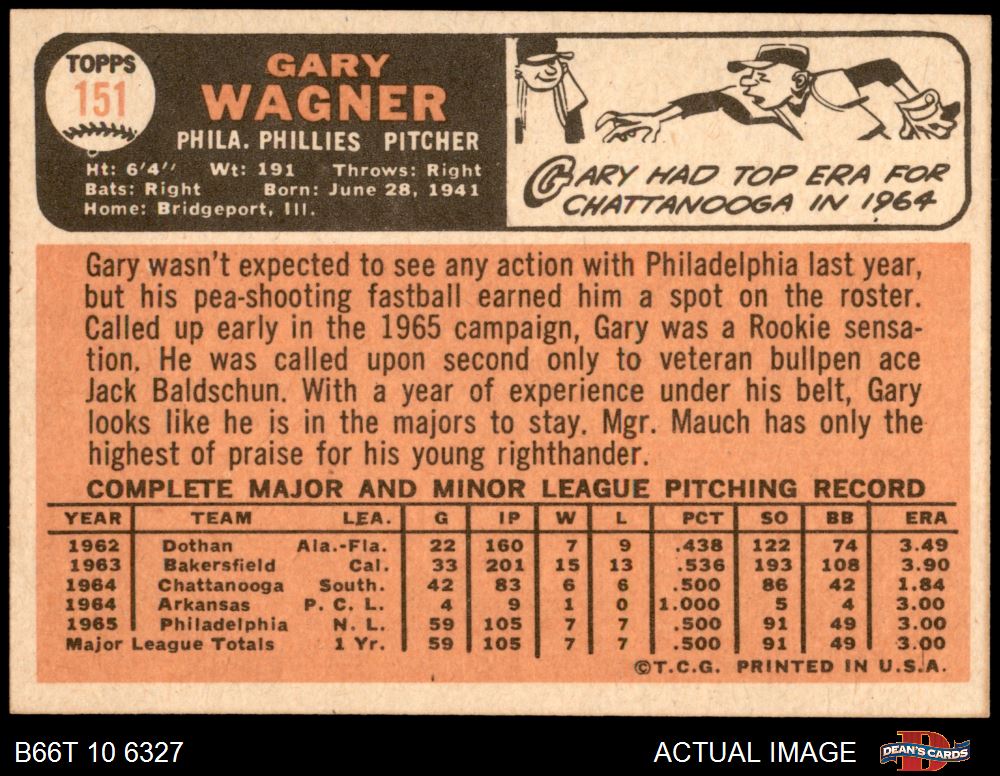 TOPPS
151
GARY
WAGNER
PHILA. PHILLIES PITCHER
Ht: 6'4" Wt: 191 Throws: Right
Bats: Right Born: June 28, 1941
Home: Bridgeport, Ill.
GARY HAD TOP ERA FOR
CHATTANOOGA IN 1964
Gary wasn't expected to see any action with Philadelphia last year,
but his pea-shooting fastball earned him a spot on the roster.
Called up early in the 1965 campaign, Gary was a Rookie sensa-
tion. He was called upon second only to veteran bullpen ace
Jack Baldschun. With a year of experience under his belt, Gary
looks like he is in the majors to stay. Mgr. Mauch has only the
highest of praise for his young righthander.
COMPLETE MAJOR AND MINOR LEAGUE PITCHING RECORD
YEAR TEAM LEA. G IP W L PCT SO BB ERA
1962 Dothan Ala.-Fla. 22 160 7 9 .438 122 74 3.49
1963 Bakersfield Cal. 33 201 15 13 .536 193 108 3.90
1964 Chattanooga South. 42 83 6 6 .500 86 42 1.84
1964 Arkansas P. C. L. 4 9 1 0 1.000 5 4 3.00
1965 Philadelphia N. L. 59 105 7 7 .500 91 49 3.00
Major League Totals 1 Yr. 59 105 7 7 .500 91 49 3.00
©T.C.G. PRINTED IN U.S.A.
B66T 10 6327 ACTUAL IMAGE DEAN'S CARDS